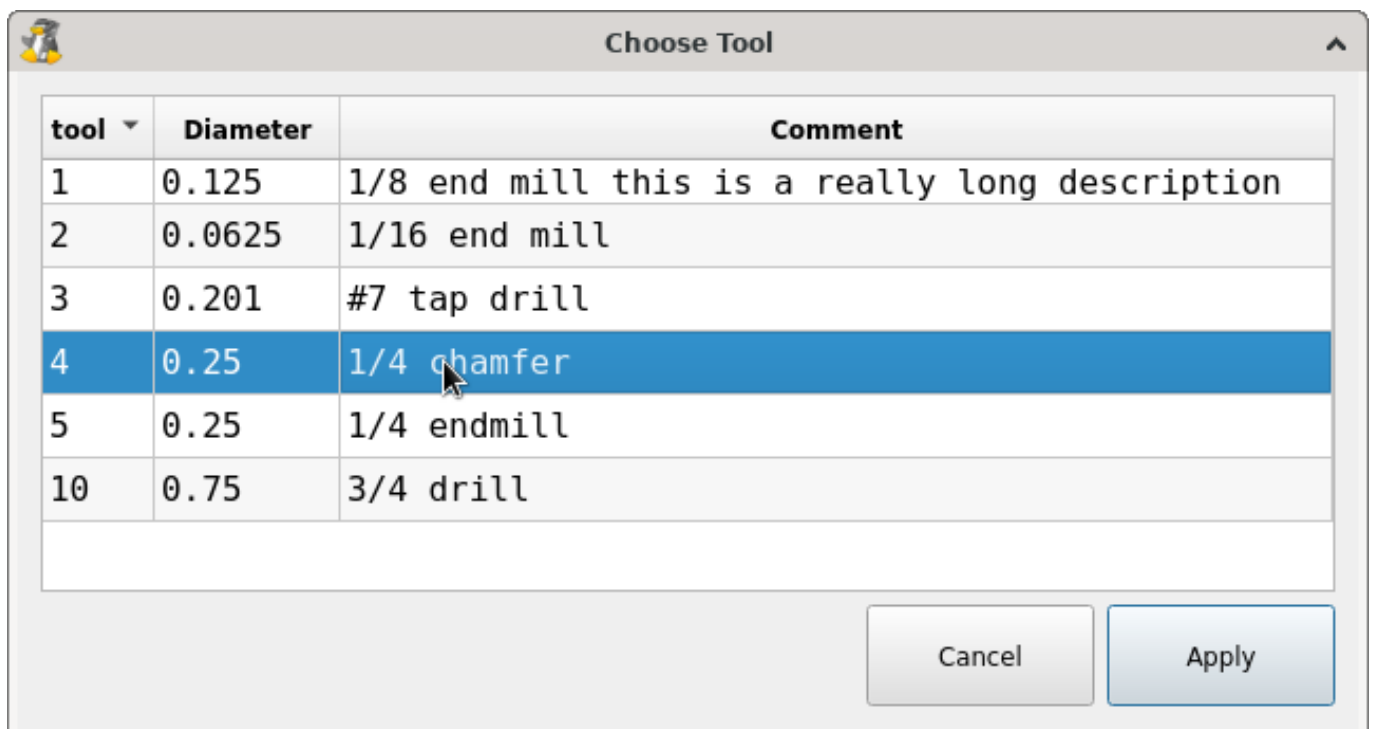 Choose Tool
tool Diameter Comment
1 0.125 1/8 end mill this is a really long description
2 0.0625 1/16 end mill
3 0.201 #7 tap drill
4 0.25 1/4 chamfer
5 0.25 1/4 endmill
10 0.75 3/4 drill
Cancel Apply